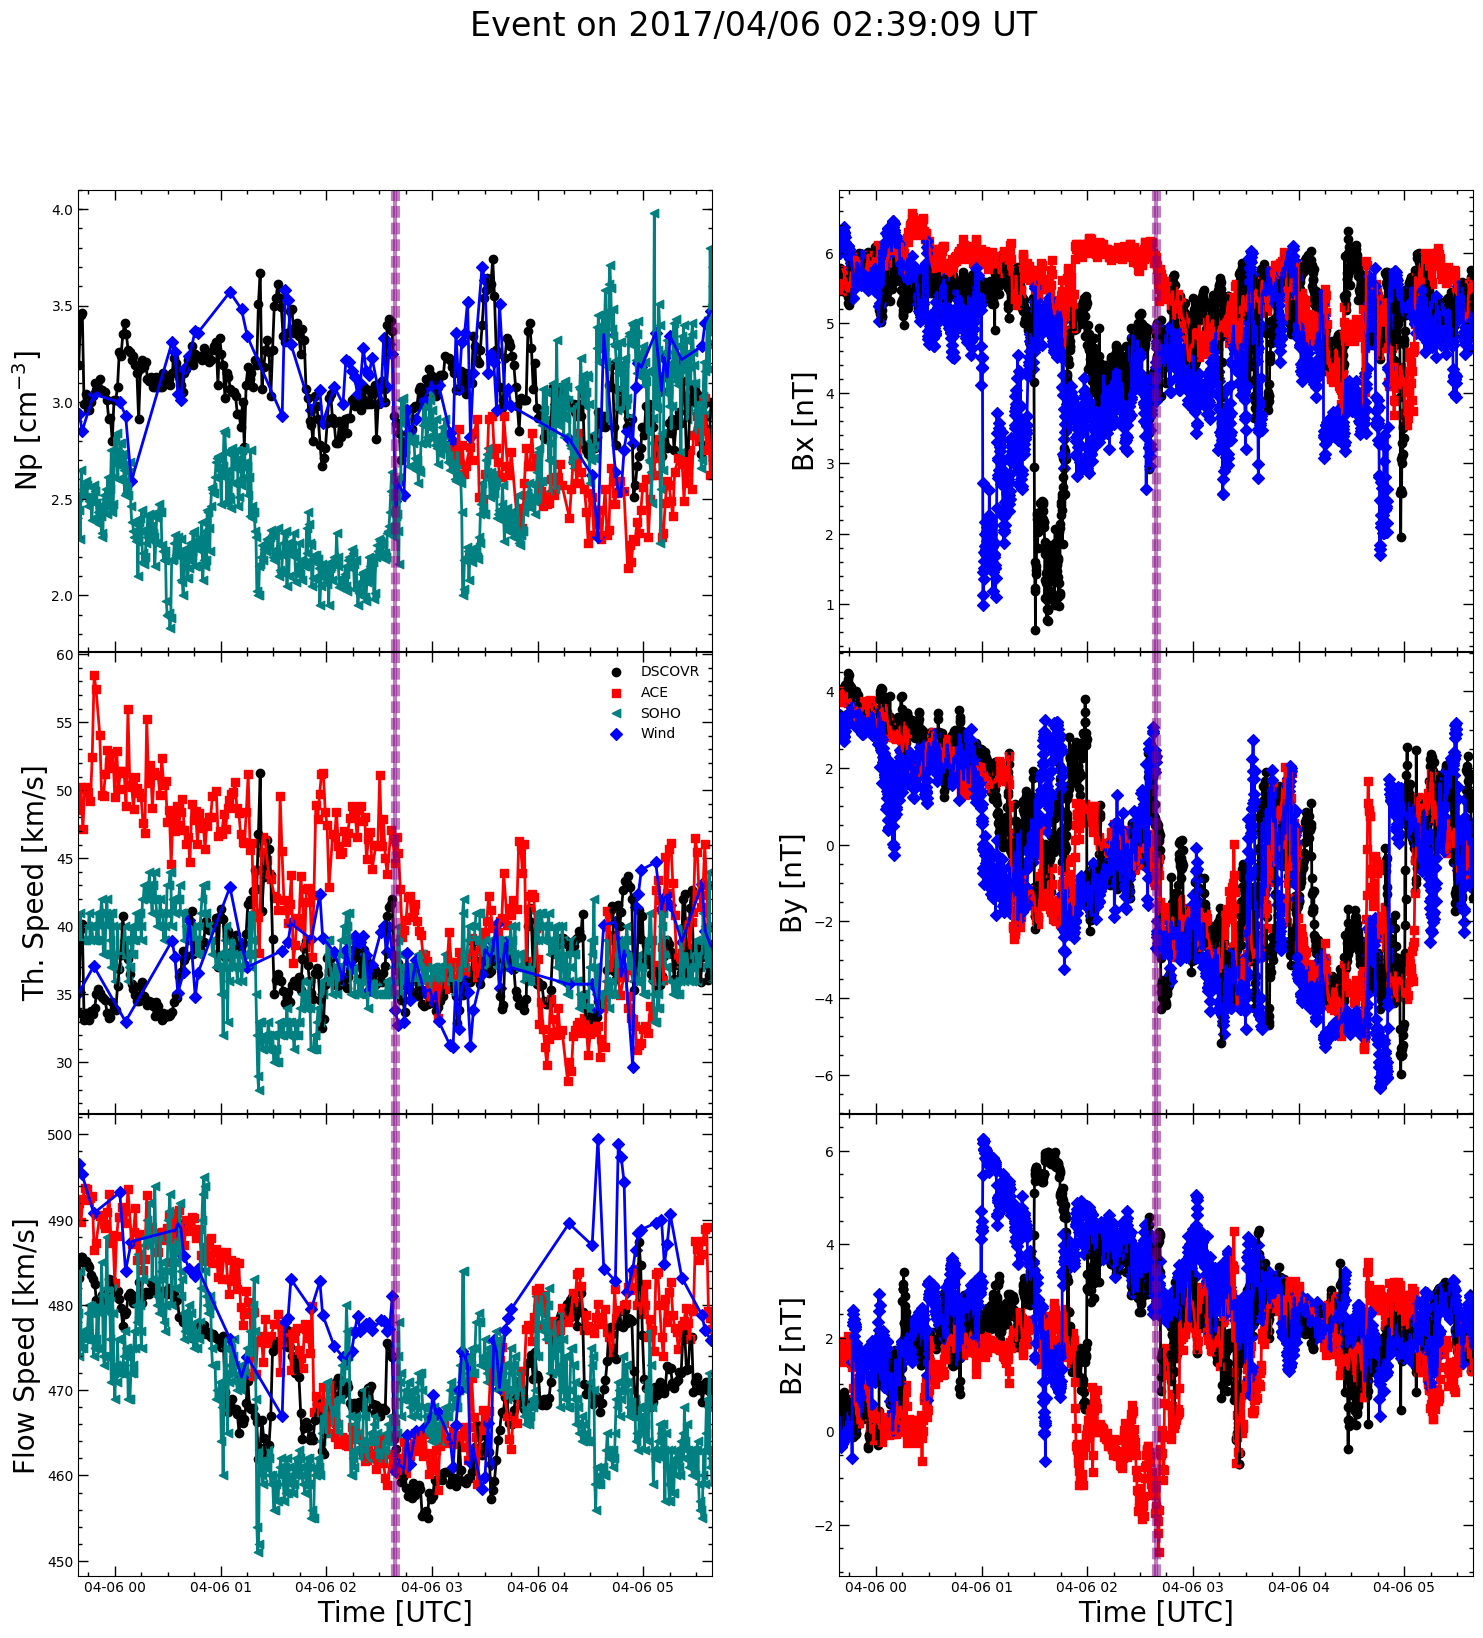 Event on 2017/04/06 02:39:09 UT
Np [cm⁻³]
4.0
3.5
3.0
2.5
2.0
Th. Speed [km/s]
60
55
50
45
40
35
30
DSCOVR
ACE
SOHO
Wind
Flow Speed [km/s]
500
490
480
470
460
450
04-06 00 04-06 01 04-06 02 04-06 03 04-06 04 04-06 05
Time [UTC]
Bx [nT]
6
5
4
3
2
1
By [nT]
4
2
0
−2
−4
−6
Bz [nT]
6
4
2
0
−2
04-06 00 04-06 01 04-06 02 04-06 03 04-06 04 04-06 05
Time [UTC]